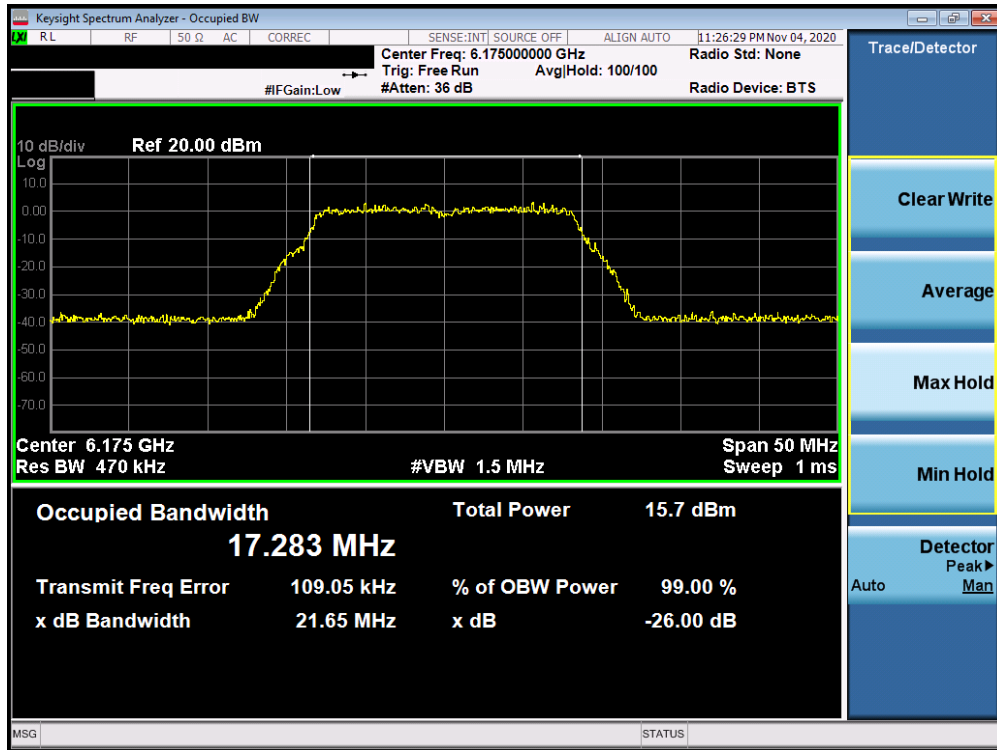 Keysight Spectrum Analyzer - Occupied BW
LXI RL RF 50 Ω AC CORREC SENSE:INT SOURCE OFF ALIGN AUTO 11:26:29 PM Nov 04, 2020
Center Freq: 6.175000000 GHz Radio Std: None
Trig: Free Run Avg|Hold: 100/100
#IFGain:Low #Atten: 36 dB Radio Device: BTS
10 dB/div Ref 20.00 dBm
Log
10.0
0.00
-10.0
-20.0
-30.0
-40.0
-50.0
-60.0
-70.0
Center 6.175 GHz Span 50 MHz
Res BW 470 kHz #VBW 1.5 MHz Sweep 1 ms
Occupied Bandwidth Total Power 15.7 dBm
17.283 MHz
Transmit Freq Error 109.05 kHz % of OBW Power 99.00 %
x dB Bandwidth 21.65 MHz x dB -26.00 dB
Trace/Detector
Clear Write
Average
Max Hold
Min Hold
Detector
Peak
Auto Man
MSG STATUS